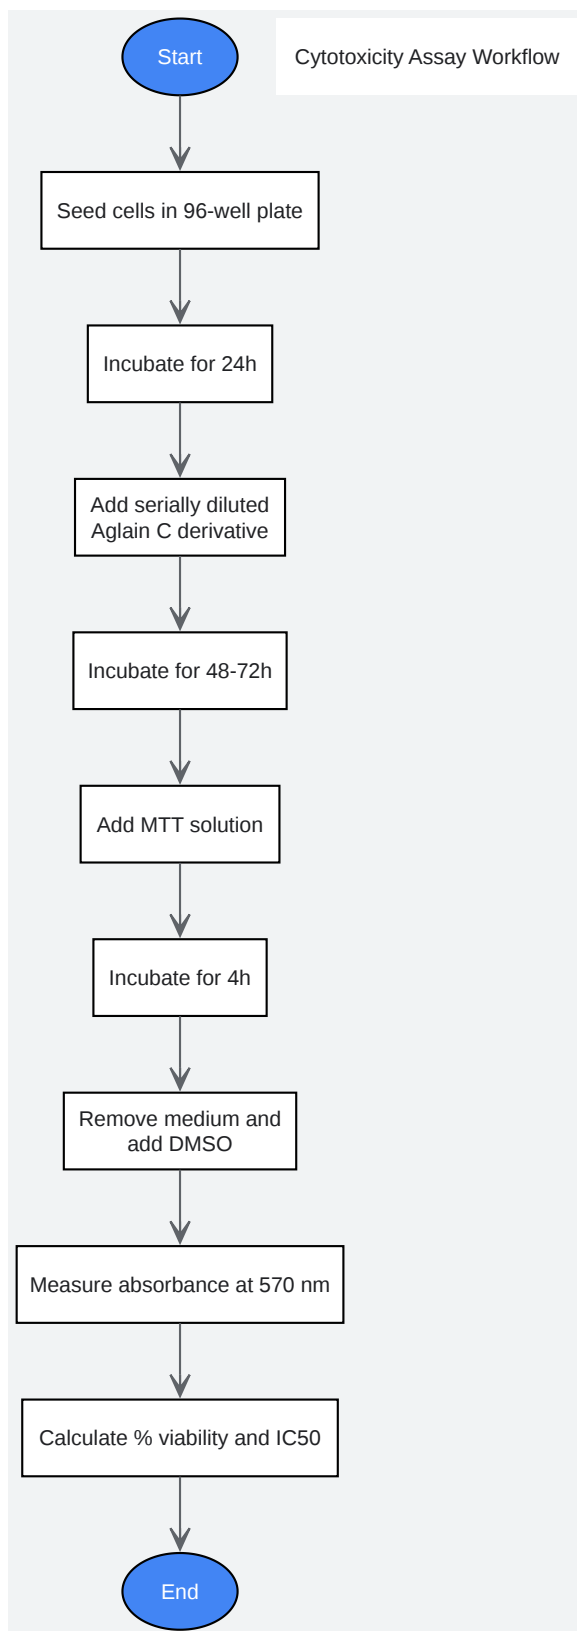 Start
Cytotoxicity Assay Workflow
Seed cells in 96-well plate
Incubate for 24h
Add serially diluted
Aglain C derivative
Incubate for 48-72h
Add MTT solution
Incubate for 4h
Remove medium and
add DMSO
Measure absorbance at 570 nm
Calculate % viability and IC50
End